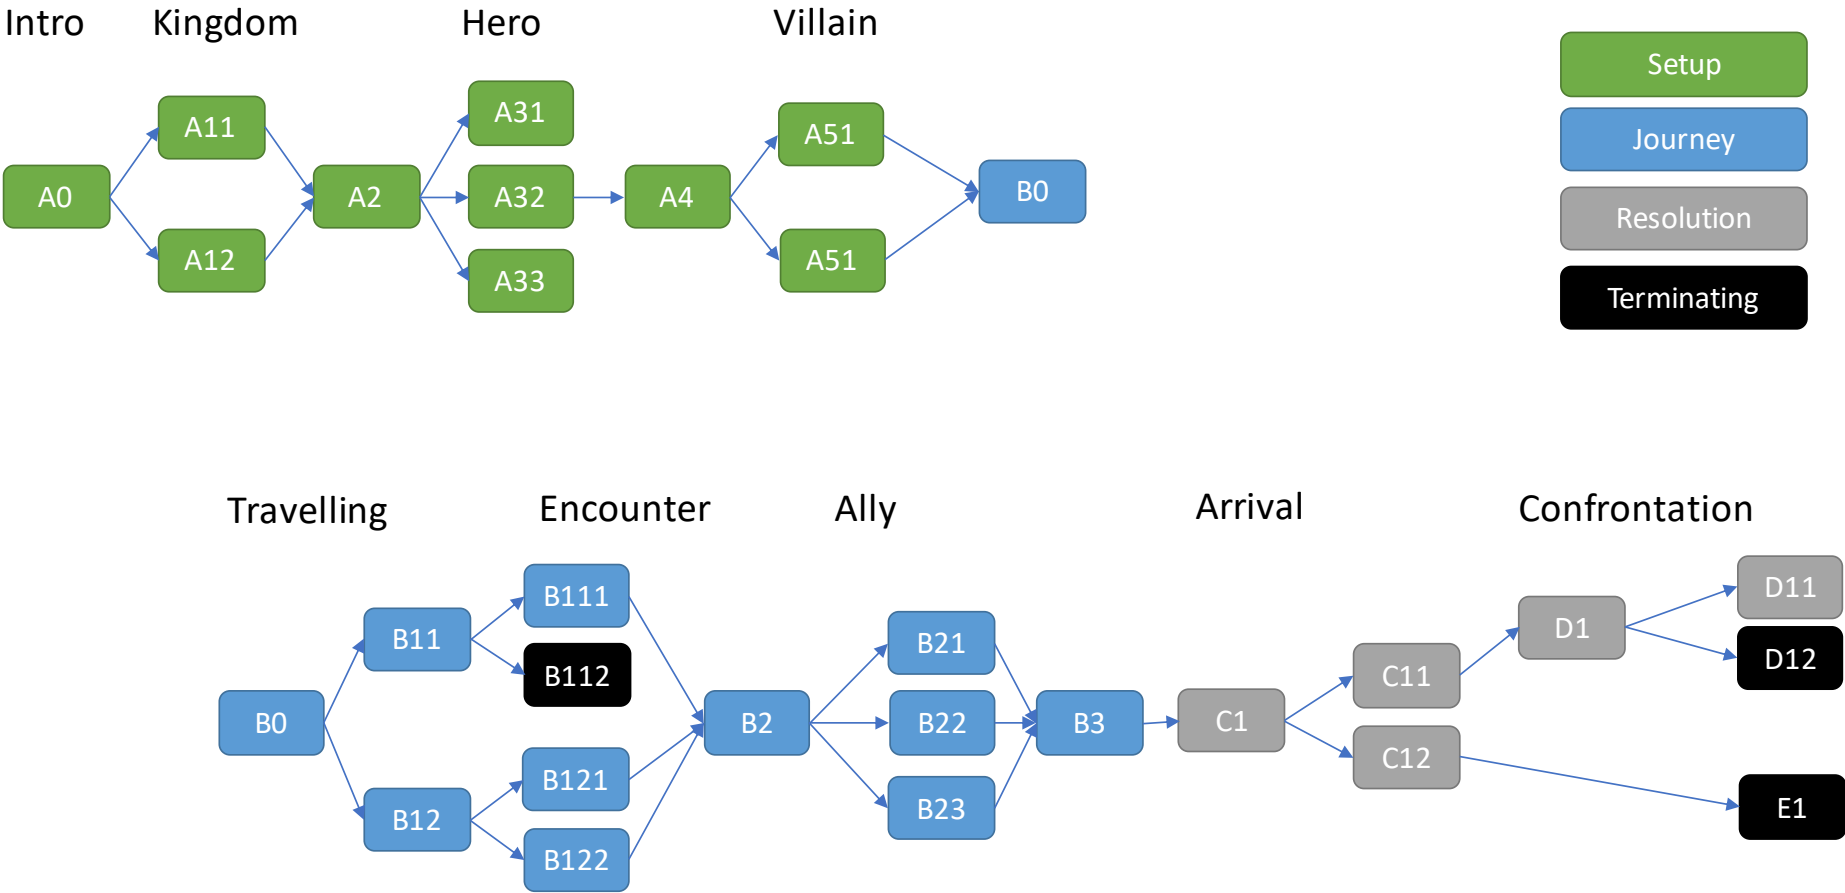 Intro
Kingdom
Hero
Villain
Setup
Journey
Resolution
Terminating
A0
A11
A12
A2
A31
A32
A33
A4
A51
A51
B0
Travelling
Encounter
Ally
Arrival
Confrontation
B0
B11
B12
B111
B112
B121
B122
B2
B21
B22
B23
B3
C1
C11
C12
D1
D11
D12
E1